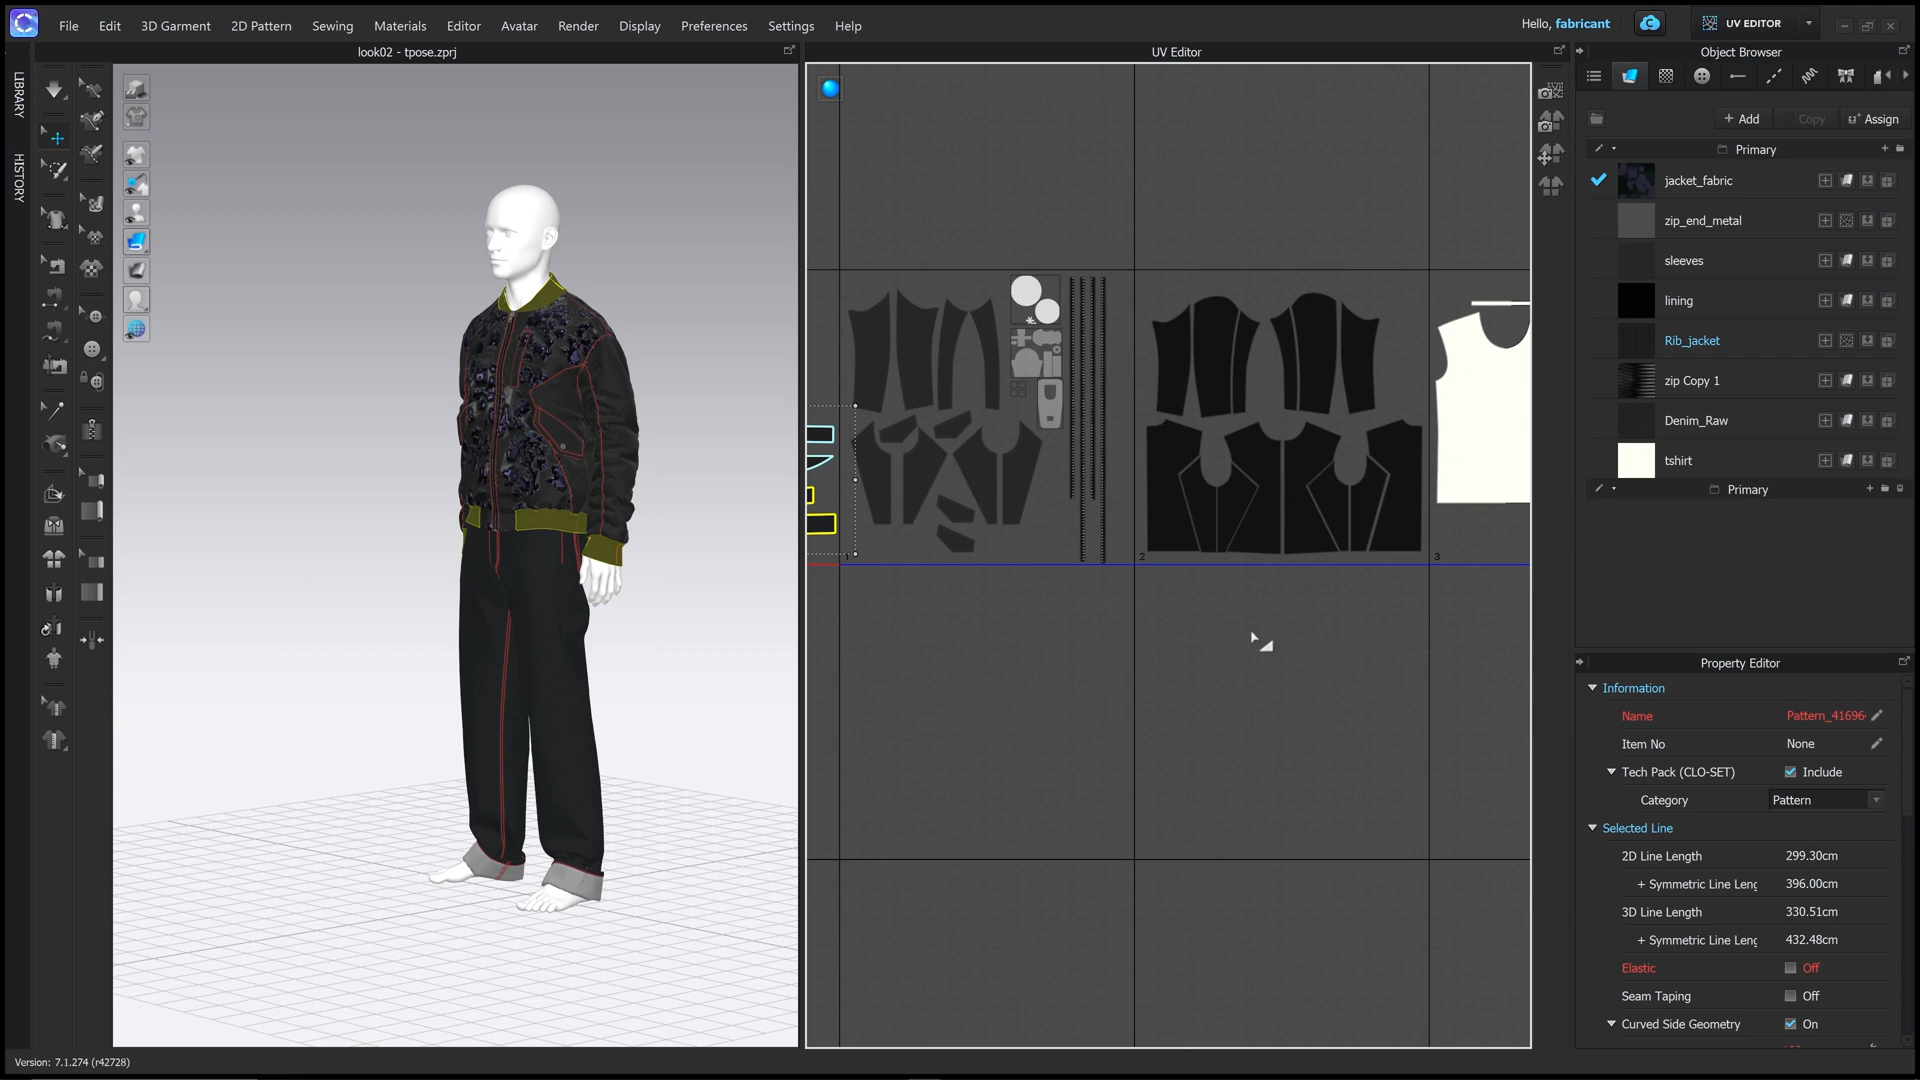 File Edit 3D Garment 2D Pattern Sewing Materials Editor Avatar Render Display Preferences Settings Help
Hello, fabricant
UV EDITOR
look02 - tpose.zprj
UV Editor
Object Browser
LIBRARY
HISTORY
+ Add
Copy
Assign
Primary
jacket_fabric
zip_end_metal
sleeves
lining
Rib_jacket
zip Copy 1
Denim_Raw
tshirt
Primary
1
2
3
Property Editor
Information
Name Pattern_41696
Item No None
Tech Pack (CLO-SET) Include
Category Pattern
Selected Line
2D Line Length 299.30cm
+ Symmetric Line Leng 396.00cm
3D Line Length 330.51cm
+ Symmetric Line Leng 432.48cm
Elastic Off
Seam Taping Off
Curved Side Geometry On
Version: 7.1.274 (r42728)